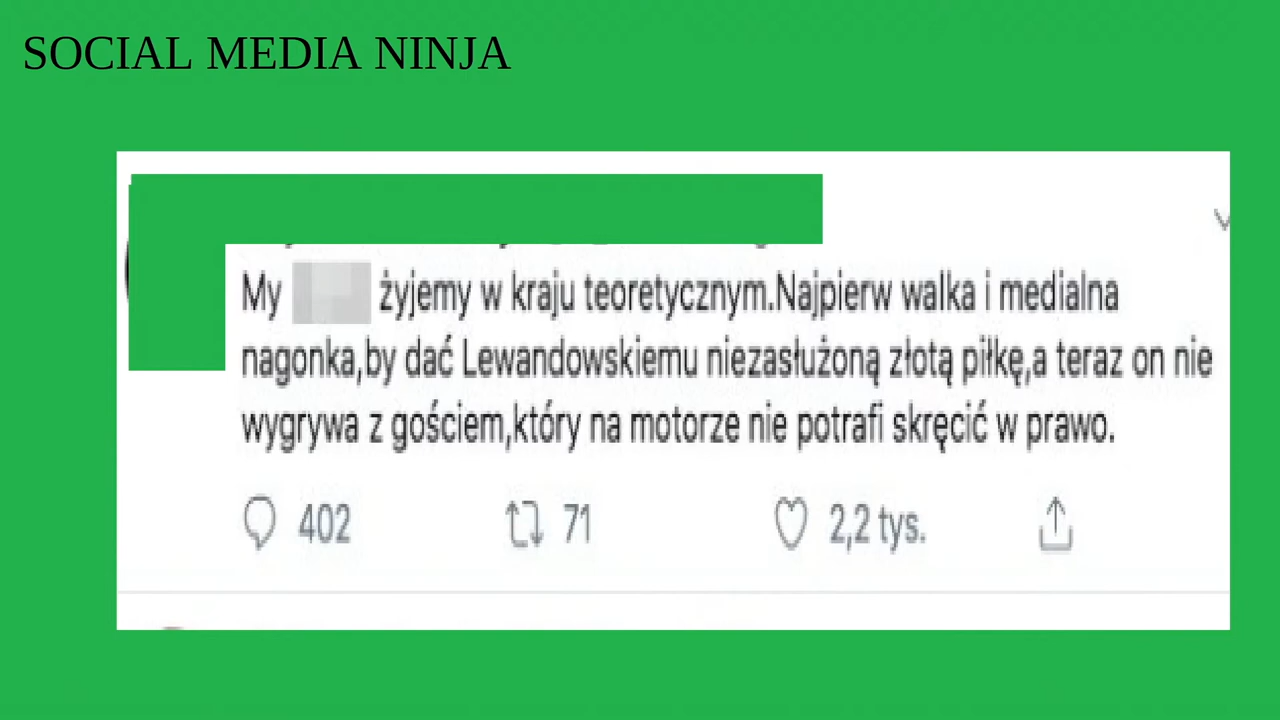 SOCIAL MEDIA NINJA
My żyjemy w kraju teoretycznym.Najpierw walka i medialna
nagonka,by dać Lewandowskiemu niezasłużoną złotą piłkę,a teraz on nie
wygrywa z gościem,który na motorze nie potrafi skręcić w prawo.
402 71 2,2 tys.